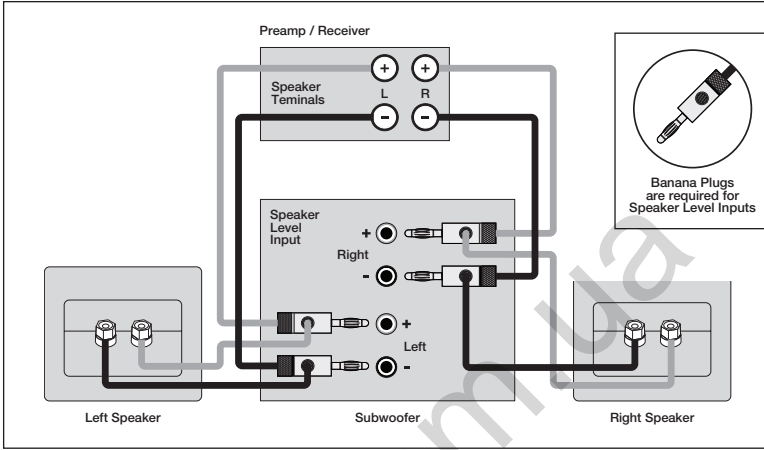 Preamp / Receiver
Speaker
Teminals
+ +
L R
- -
Banana Plugs
are required for
Speaker Level Inputs
Speaker
Level
Input
+
Right
-
+
Left
-
Left Speaker
Subwoofer
Right Speaker
m.ua